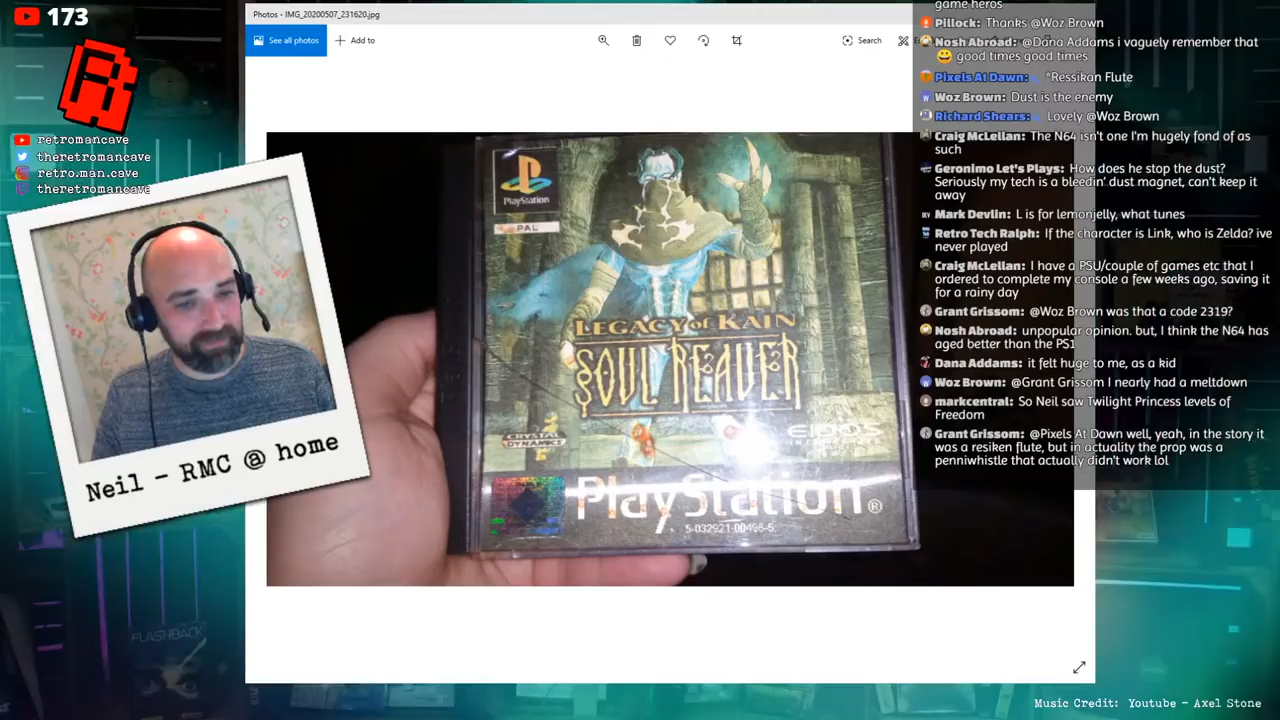 173
retromancave
theretromancave
retro.man.cave
theretromancave
Neil - RMC @ home
Photos - IMG_20200507_231620.jpg
See all photos
Add to
Search
PlayStation
PAL
LEGACY of KAIN
SOUL REAVER
CRYSTAL DYNAMICS
EIDOS
PlayStation®
5-032921-00495-5
game heros
Pillock: Thanks @Woz Brown
Nosh Abroad: @Dana Addams i vaguely remember that
😀 good times good times
Pixels At Dawn: *Ressikan Flute
Woz Brown: Dust is the enemy
Richard Shears: Lovely @Woz Brown
Craig McLellan: The N64 isn't one I'm hugely fond of as
such
Geronimo Let's Plays: How does he stop the dust?
Seriously my tech is a bleedin' dust magnet, can't keep it
away
Mark Devlin: L is for lemonjelly, what tunes
Retro Tech Ralph: If the character is Link, who is Zelda? ive
never played
Craig McLellan: I have a PSU/couple of games etc that I
ordered to complete my console a few weeks ago, saving it
for a rainy day
Grant Grissom: @Woz Brown was that a code 2319?
Nosh Abroad: unpopular opinion. but, I think the N64 has
aged better than the PS1
Dana Addams: it felt huge to me, as a kid
Woz Brown: @Grant Grissom I nearly had a meltdown
markcentral: So Neil saw Twilight Princess levels of
Freedom
Grant Grissom: @Pixels At Dawn well, yeah, in the story it
was a resiken flute, but in actuality the prop was a
penniwhistle that actually didn't work lol
FLASHBACK
Music Credit: Youtube - Axel Stone